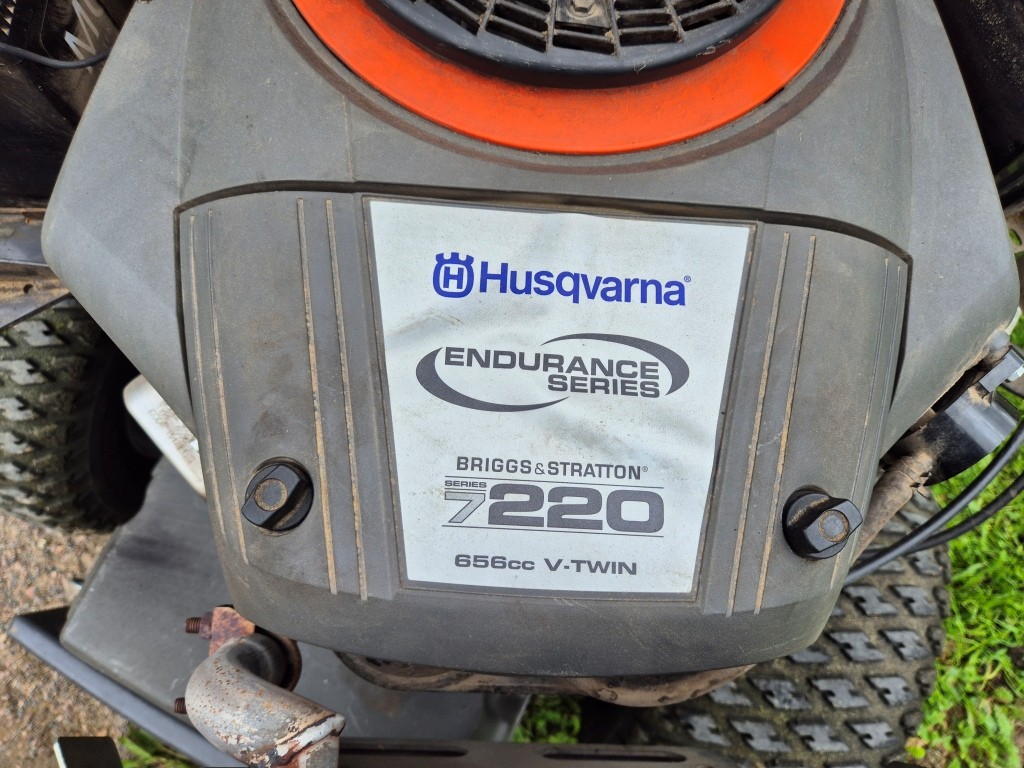 Husqvarna®
ENDURANCE
SERIES
BRIGGS & STRATTON®
SERIES
7220
656cc V-TWIN